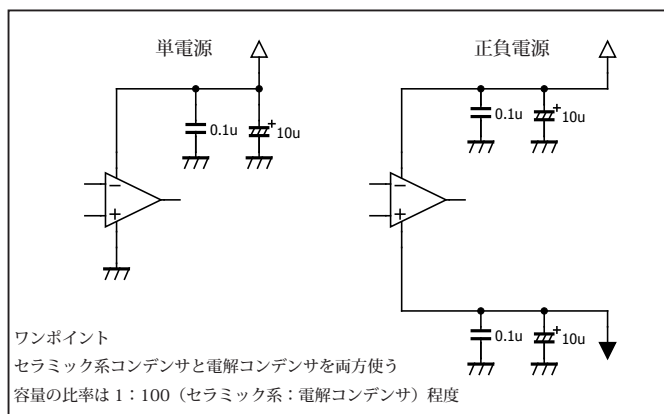 単電源
0.1u
+
10u
−
+
正負電源
0.1u
+
10u
−
+
0.1u
+
10u
ワンポイント
セラミック系コンデンサと電解コンデンサを両方使う
容量の比率は 1：100（セラミック系：電解コンデンサ）程度